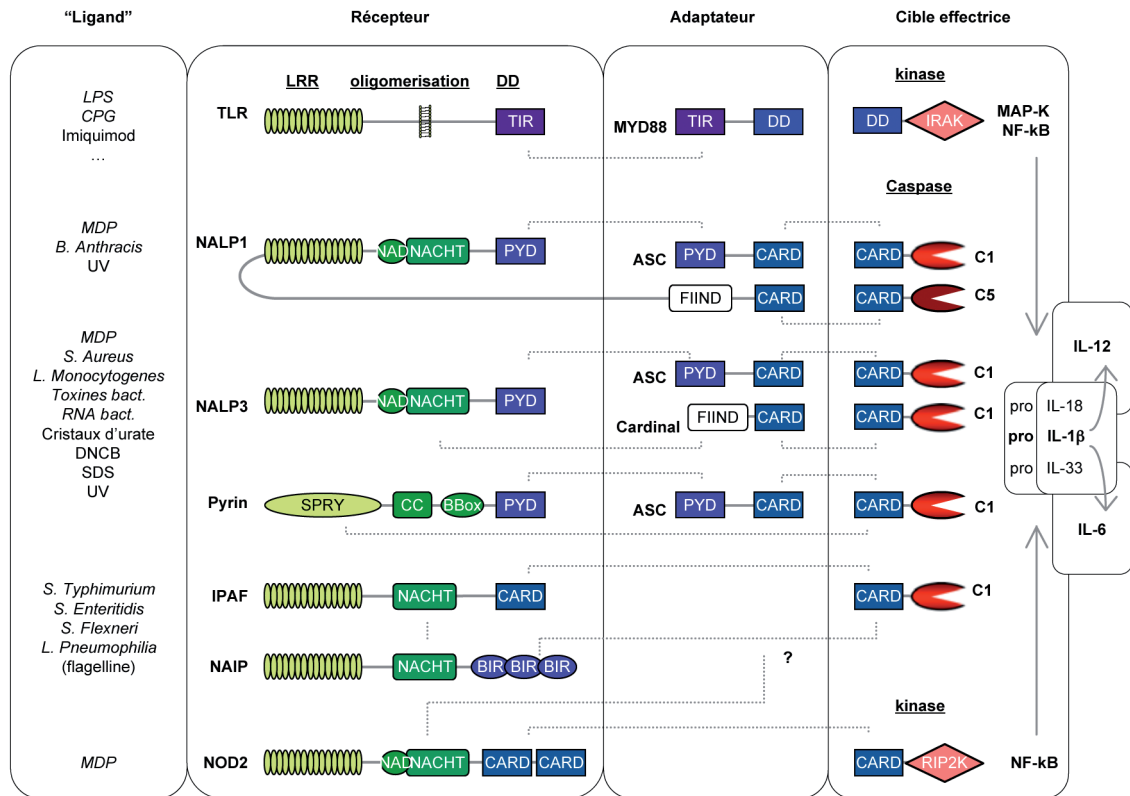 “Ligand” Récepteur Adaptateur Cible effectrice
LRR oligomerisation DD kinase
LPS
CPG
Imiquimod
…
TLR TIR MYD88 TIR DD DD IRAK MAP-K
NF-kB
Caspase
MDP
B. Anthracis
UV
NALP1 NAD NACHT PYD ASC PYD CARD CARD C1
FIIND CARD CARD C5
MDP
S. Aureus
L. Monocytogenes
Toxines bact.
RNA bact.
Cristaux d’urate
DNCB
SDS
UV
NALP3 NAD NACHT PYD ASC PYD CARD CARD C1
Cardinal FIIND CARD CARD C1
IL-12
pro IL-18
pro IL-1β
pro IL-33
IL-6
Pyrin SPRY CC BBox PYD ASC PYD CARD CARD C1
S. Typhimurium
S. Enteritidis
S. Flexneri
L. Pneumophilia
(flagelline)
IPAF NACHT CARD CARD C1
NAIP NACHT BIR BIR BIR ?
kinase
MDP NOD2 NAD NACHT CARD CARD CARD RIP2K NF-kB